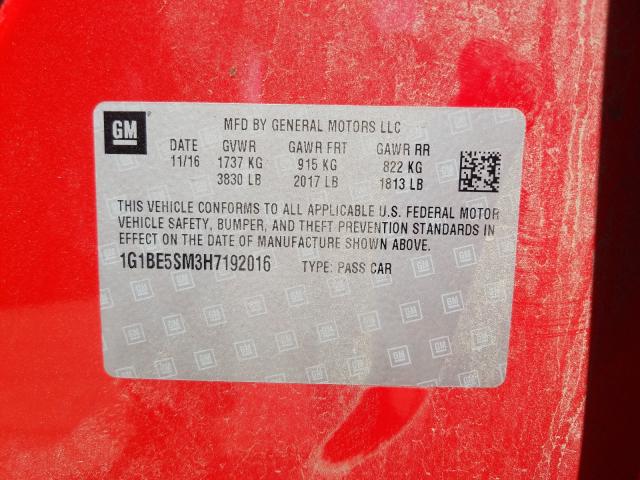 GM
MFD BY GENERAL MOTORS LLC
DATE GVWR GAWR FRT GAWR RR
11/16 1737 KG 915 KG 822 KG
3830 LB 2017 LB 1813 LB
THIS VEHICLE CONFORMS TO ALL APPLICABLE U.S. FEDERAL MOTOR
VEHICLE SAFETY, BUMPER, AND THEFT PREVENTION STANDARDS IN
EFFECT ON THE DATE OF MANUFACTURE SHOWN ABOVE.
1G1BE5SM3H7192016 TYPE: PASS CAR